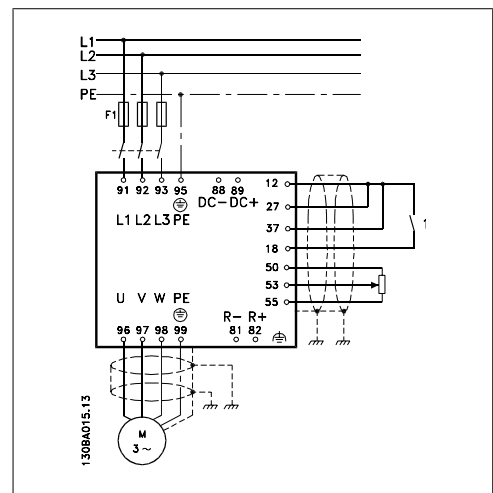 L1
L2
L3
PE
F1
91 92 93 95 88 89 12
DC- DC+
L1 L2 L3 PE
27
37
18
1
50
53
55
U V W PE
R- R+
96 97 98 99 81 82
M
3~
130BA015.13